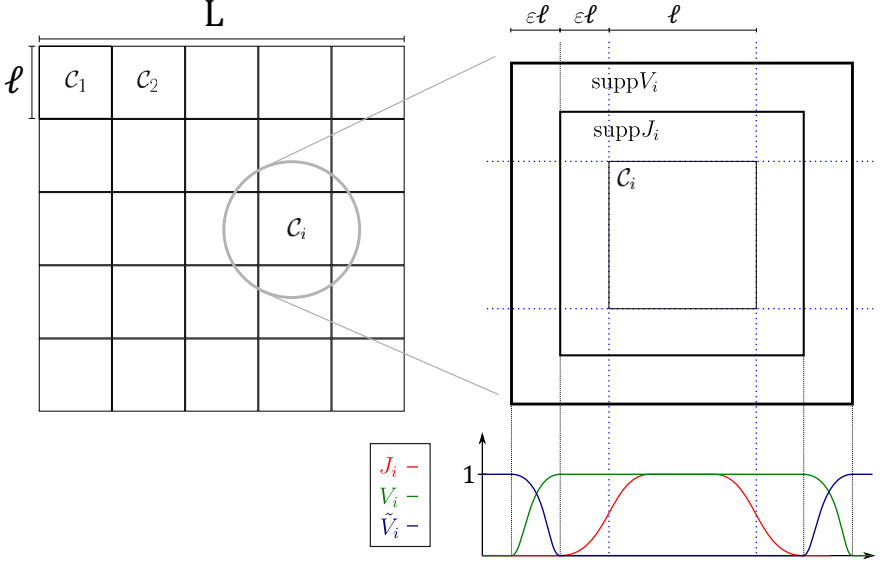 L
εℓ εℓ ℓ
ℓ
𝒞₁ 𝒞₂
𝒞ᵢ
suppVᵢ
suppJᵢ
𝒞ᵢ
Jᵢ
Vᵢ
Ṽᵢ
1